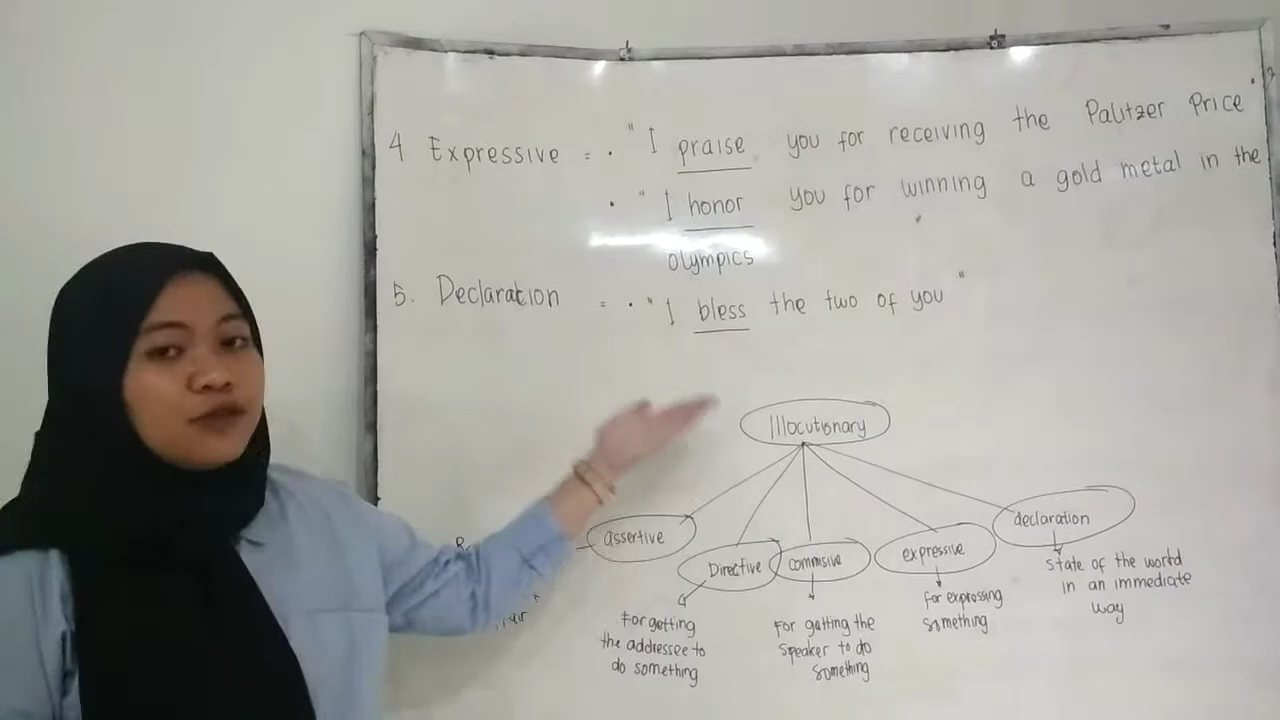 4 Expressive = • "I praise you for receiving the Palitzer Price"
• "I honor you for winning a gold metal in the
olympics
5. Declaration = • "I bless the two of you"
Illocutionary
assertive
Directive
commisive
expressive
declaration
For getting
the addressee to
do something
For getting the
speaker to do
something
for expressing
something
State of the world
in an immediate
way